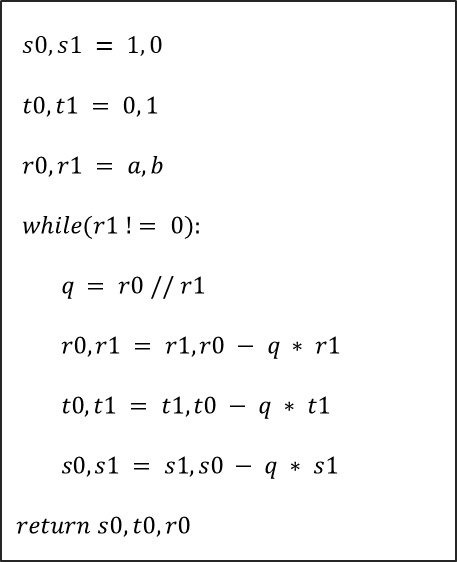 s0,s1 = 1,0
t0,t1 = 0,1
r0,r1 = a,b
while(r1 != 0):
q = r0 // r1
r0,r1 = r1,r0 − q ∗ r1
t0,t1 = t1,t0 − q ∗ t1
s0,s1 = s1,s0 − q ∗ s1
return s0,t0,r0